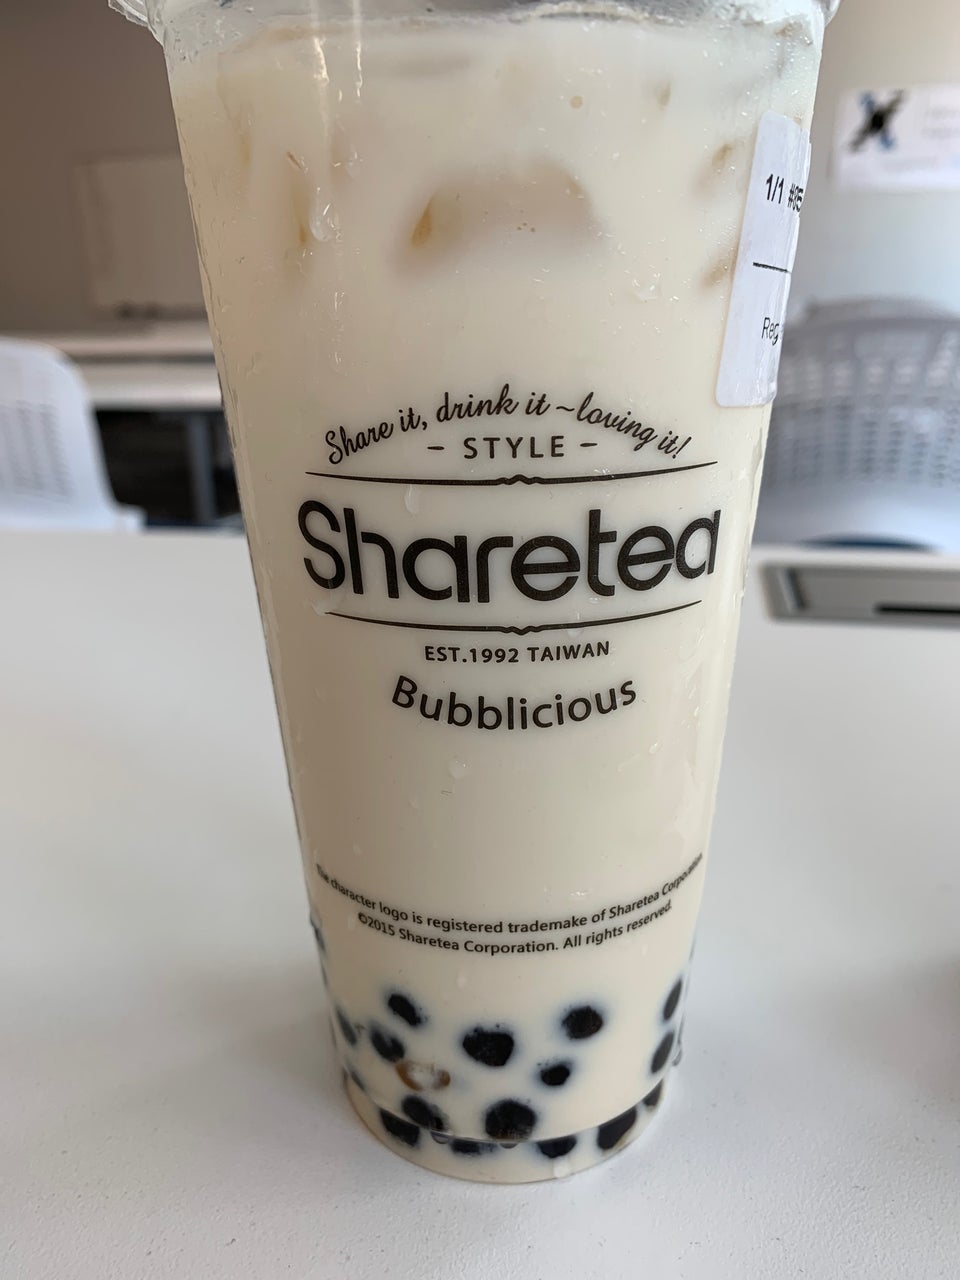 1/1 #05
Reg
Share it, drink it ~loving it!
– STYLE –
Sharetea
EST.1992 TAIWAN
Bubblicious
The character logo is registered trademake of Sharetea Corporation
©2015 Sharetea Corporation. All rights reserved.